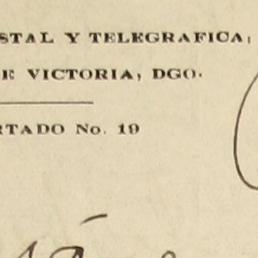 STAL Y TELEGRAFICA,
E VICTORIA, DGO.
RTADO No. 19